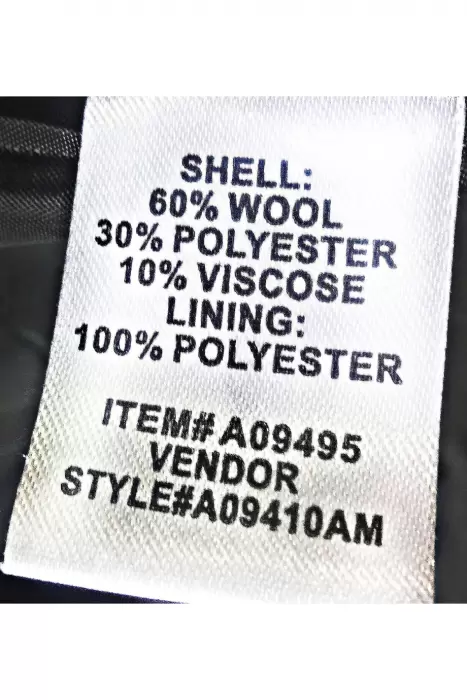 SHELL:
60% WOOL
30% POLYESTER
10% VISCOSE
LINING:
100% POLYESTER
ITEM# A09495
VENDOR
STYLE#A09410AM